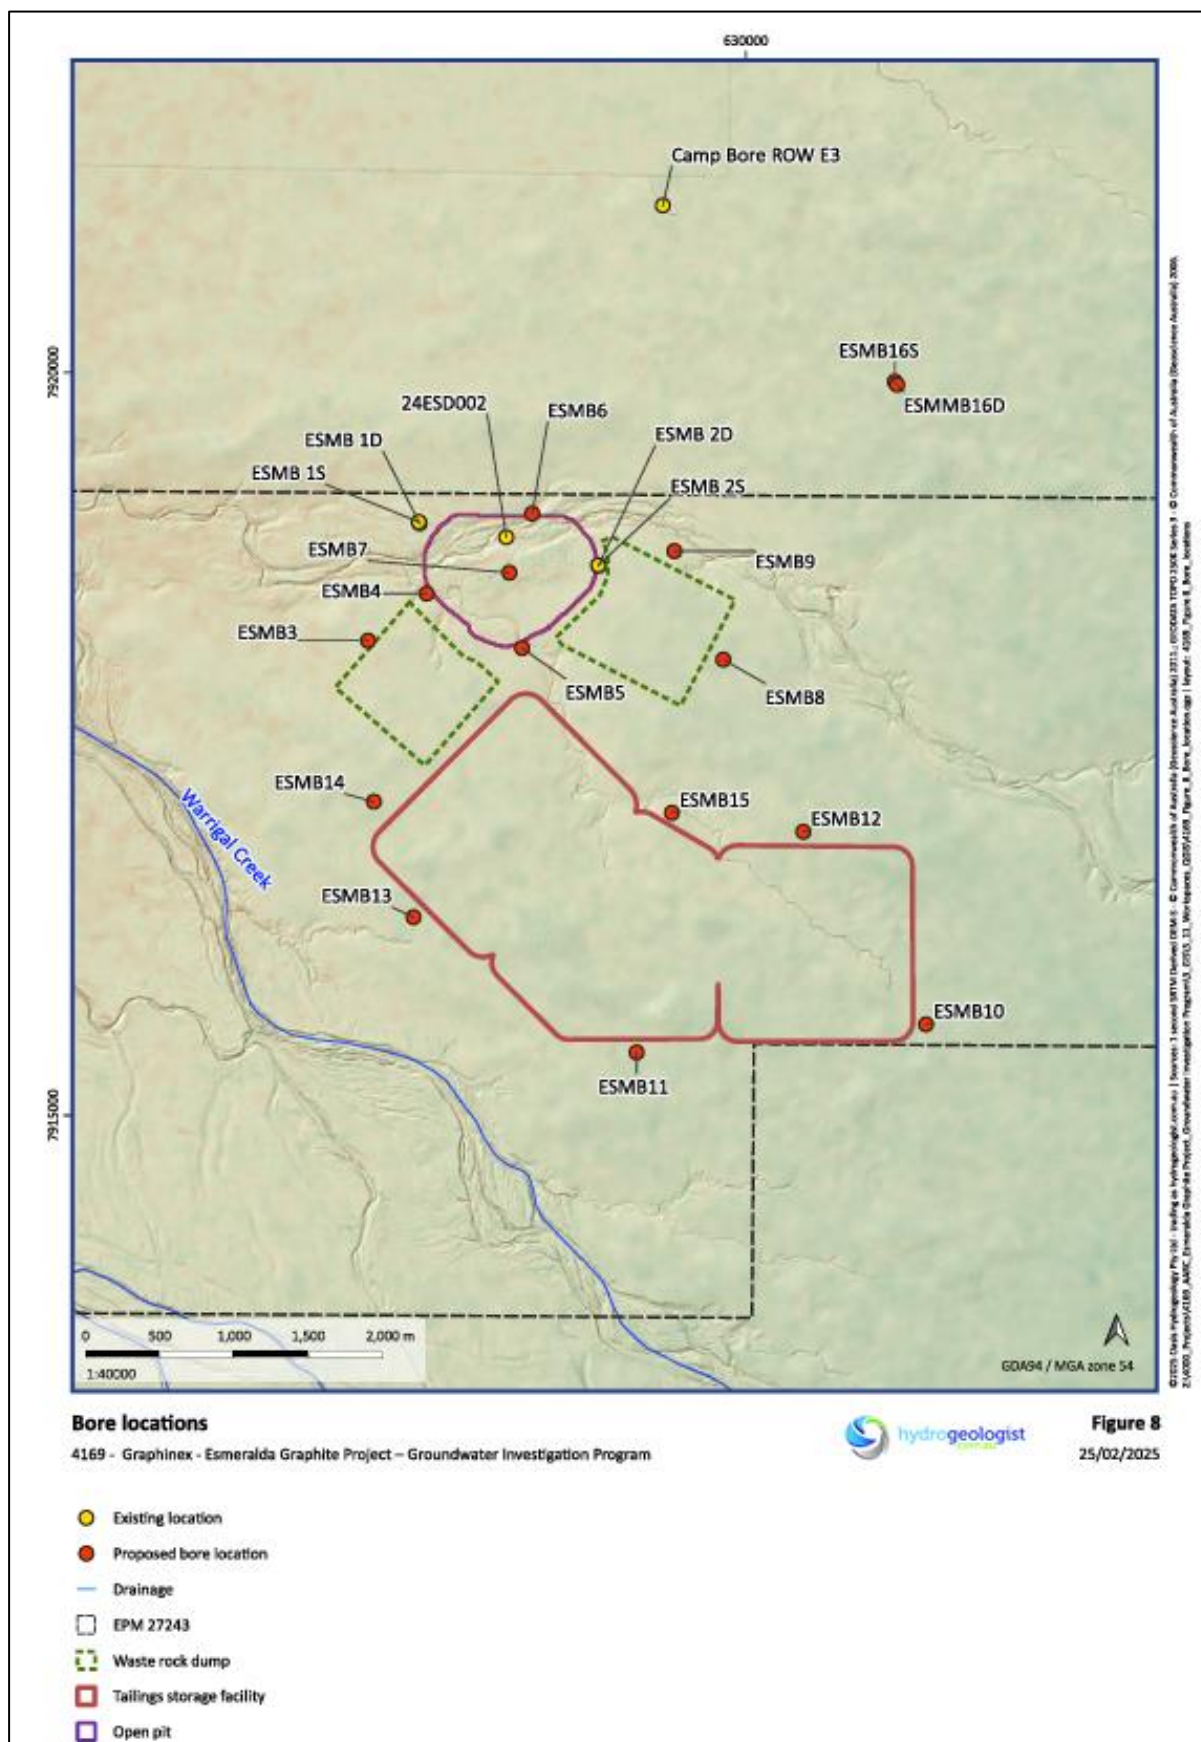 630000
Camp Bore ROW E3
7920000
ESMB16S
ESMMB16D
24ESD002
ESMB6
ESMB 1D
ESMB 2D
ESMB 1S
ESMB 2S
ESMB7
ESMB9
ESMB4
ESMB3
ESMB5
ESMB8
ESMB14
ESMB15
ESMB12
Warrigal Creek
ESMB13
ESMB10
ESMB11
7915000
0 500 1,000 1,500 2,000 m
1:40000
GDA94 / MGA zone 54
Bore locations
4169 - Graphinex - Esmeralda Graphite Project – Groundwater Investigation Program
hydrogeologist
com.au
Figure 8
25/02/2025
Existing location
Proposed bore location
Drainage
EPM 27243
Waste rock dump
Tailings storage facility
Open pit